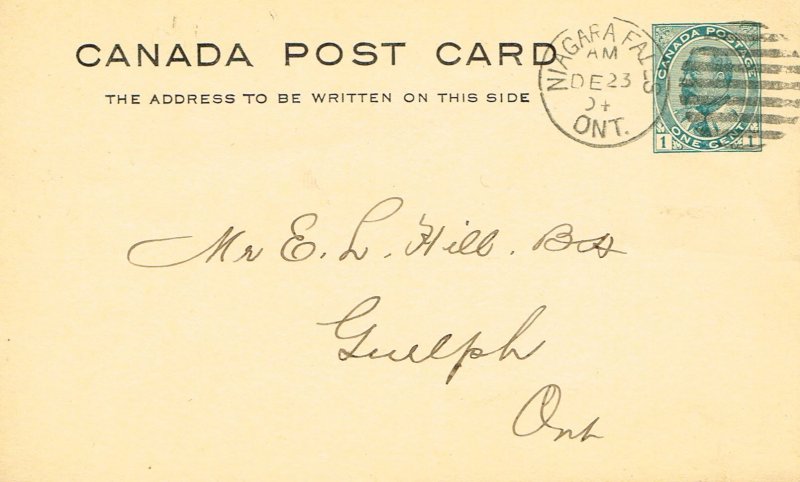 CANADA POST CARD
THE ADDRESS TO BE WRITTEN ON THIS SIDE
NIAGARA FALLS
AM
DE 23
04
ONT.
CANADA POSTAGE
1 ONE CENT 1
Mr E. L. Hill.
Guelph
Ont